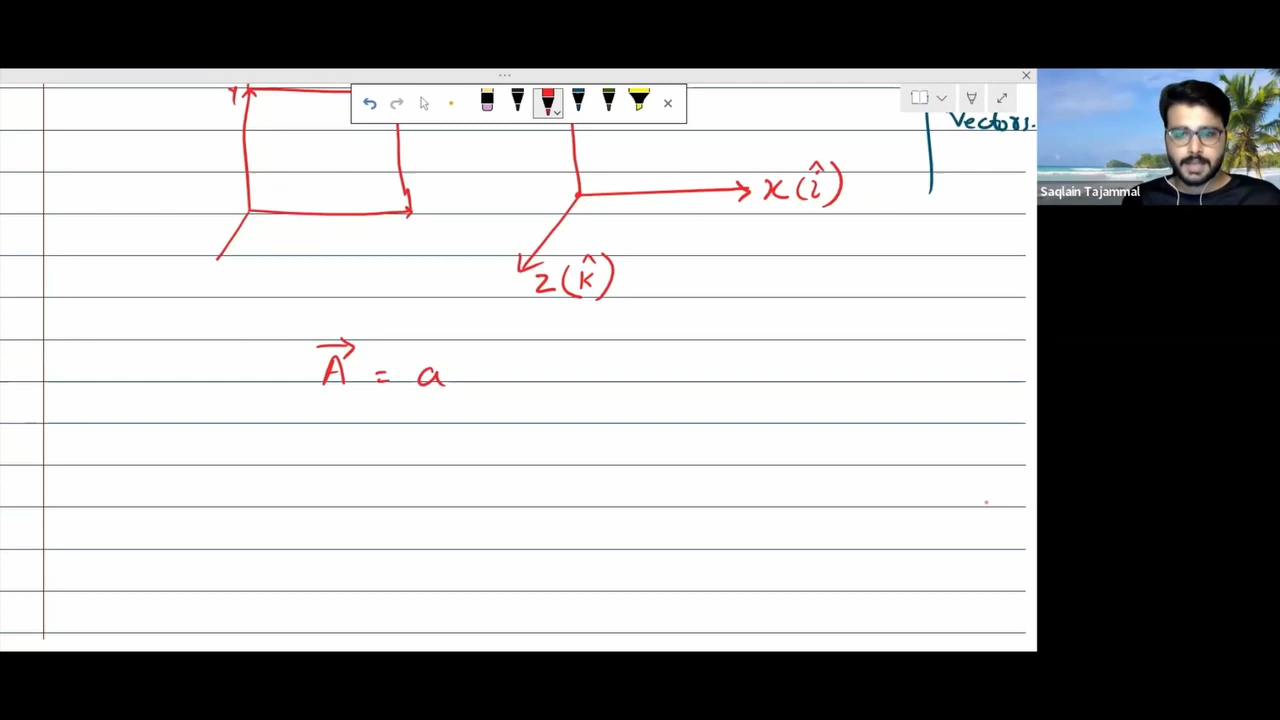 Y
Vectors.
x(î)
z(k̂)
A⃗ = a
Saqlain Tajammal